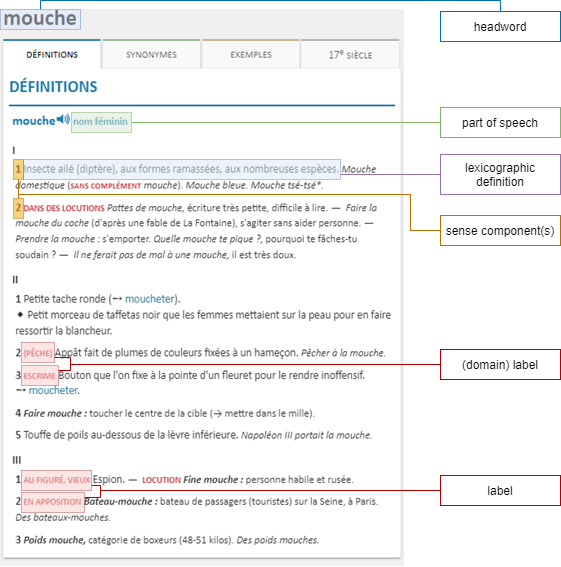 mouche
headword
DÉFINITIONS SYNONYMES EXEMPLES 17e SIÈCLE
DÉFINITIONS
mouche nom féminin
part of speech
I
1 Insecte ailé (diptère), aux formes ramassées, aux nombreuses espèces. Mouche
domestique (SANS COMPLÉMENT mouche). Mouche bleue. Mouche tsé-tsé*.
lexicographic
definition
2 DANS DES LOCUTIONS Pattes de mouche, écriture très petite, difficile à lire. — Faire la
mouche du coche (d'après une fable de La Fontaine), s'agiter sans aider personne. —
Prendre la mouche : s'emporter. Quelle mouche te pique ?, pourquoi te fâches-tu
soudain ? — Il ne ferait pas de mal à une mouche, il est très doux.
sense component(s)
II
1 Petite tache ronde (➙ moucheter).
◆ Petit morceau de taffetas noir que les femmes mettaient sur la peau pour en faire
ressortir la blancheur.
2 (PÊCHE) Appât fait de plumes de couleurs fixées à un hameçon. Pêcher à la mouche.
3 ESCRIME Bouton que l'on fixe à la pointe d'un fleuret pour le rendre inoffensif.
➙ moucheter.
(domain) label
4 Faire mouche : toucher le centre de la cible (→ mettre dans le mille).
5 Touffe de poils au-dessous de la lèvre inférieure. Napoléon III portait la mouche.
III
1 AU FIGURÉ, VIEUX Espion. — LOCUTION Fine mouche : personne habile et rusée.
2 EN APPOSITION Bateau-mouche : bateau de passagers (touristes) sur la Seine, à Paris.
Des bateaux-mouches.
label
3 Poids mouche, catégorie de boxeurs (48-51 kilos). Des poids mouches.